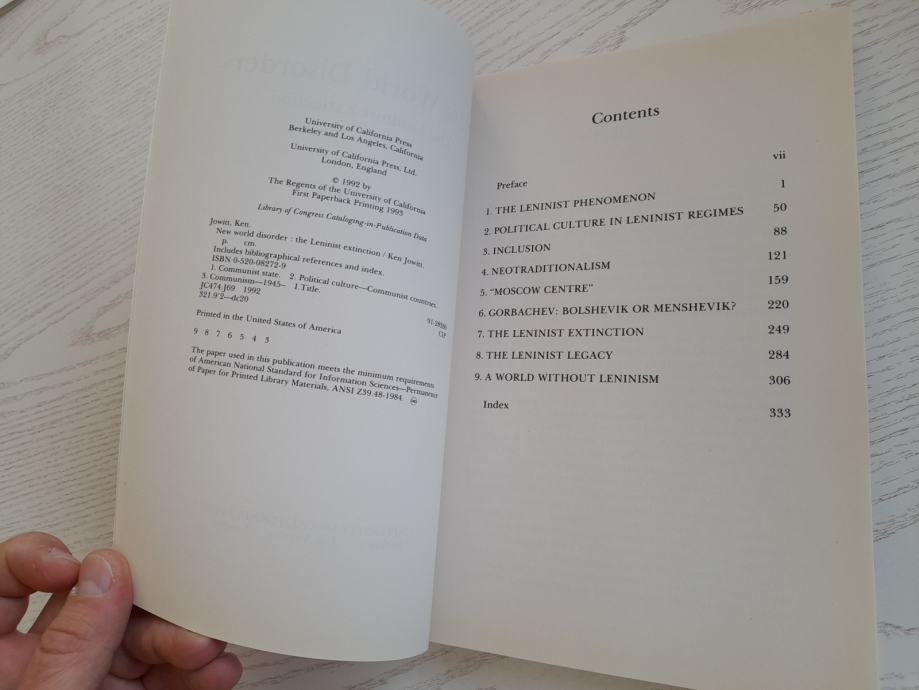 University of California Press
Berkeley and Los Angeles, California
University of California Press, Ltd.
London, England
© 1992 by
The Regents of the University of California
First Paperback Printing 1993
Library of Congress Cataloging-in-Publication Data
Jowitt, Ken.
New world disorder : the Leninist extinction / Ken Jowitt.
p. cm.
Includes bibliographical references and index.
ISBN 0-520-08272-9
1. Communist state. 2. Political culture—Communist countries.
3. Communism—1945– I. Title.
JC474.J69 1992
321.9'2—dc20
CIP
Printed in the United States of America
9 8 7 6 5 4 3
The paper used in this publication meets the minimum requirements
of American National Standard for Information Sciences—Permanence
of Paper for Printed Library Materials, ANSI Z39.48-1984.
Contents
Preface vii
1. THE LENINIST PHENOMENON 1
2. POLITICAL CULTURE IN LENINIST REGIMES 50
3. INCLUSION 88
4. NEOTRADITIONALISM 121
5. “MOSCOW CENTRE” 159
6. GORBACHEV: BOLSHEVIK OR MENSHEVIK? 220
7. THE LENINIST EXTINCTION 249
8. THE LENINIST LEGACY 284
9. A WORLD WITHOUT LENINISM 306
Index 333